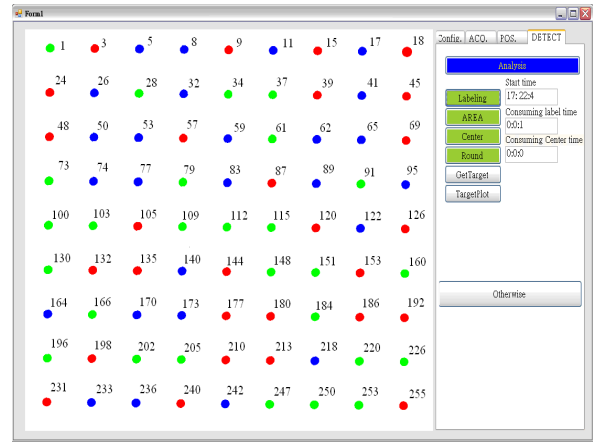 Form1
Config. ACQ. POS. DETECT
1 3 5 8 9 11 15 17 18
24 26 28 32 34 37 39 41 45
48 50 53 57 59 61 62 65 69
73 74 77 79 83 87 89 91 95
100 103 105 109 112 115 120 122 126
130 132 135 140 144 148 151 153 160
164 166 170 173 177 180 184 186 192
196 198 202 205 210 213 218 220 226
231 233 236 240 242 247 250 253 255
Analysis
Start time
Labeling 17:22:4
Consuming label time
AREA 0:0:1
Center Consuming Center time
Round 0:0:0
GetTarget
TargetPlot
Otherwise